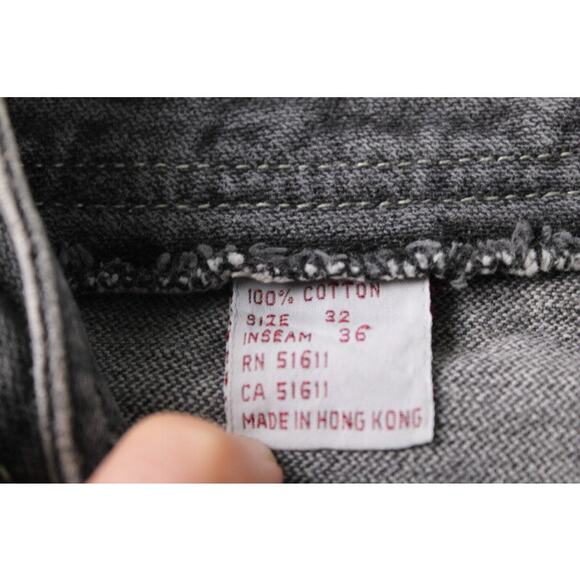 100% COTTON
SIZE 32
INSEAM 36
RN 51611
CA 51611
MADE IN HONG KONG